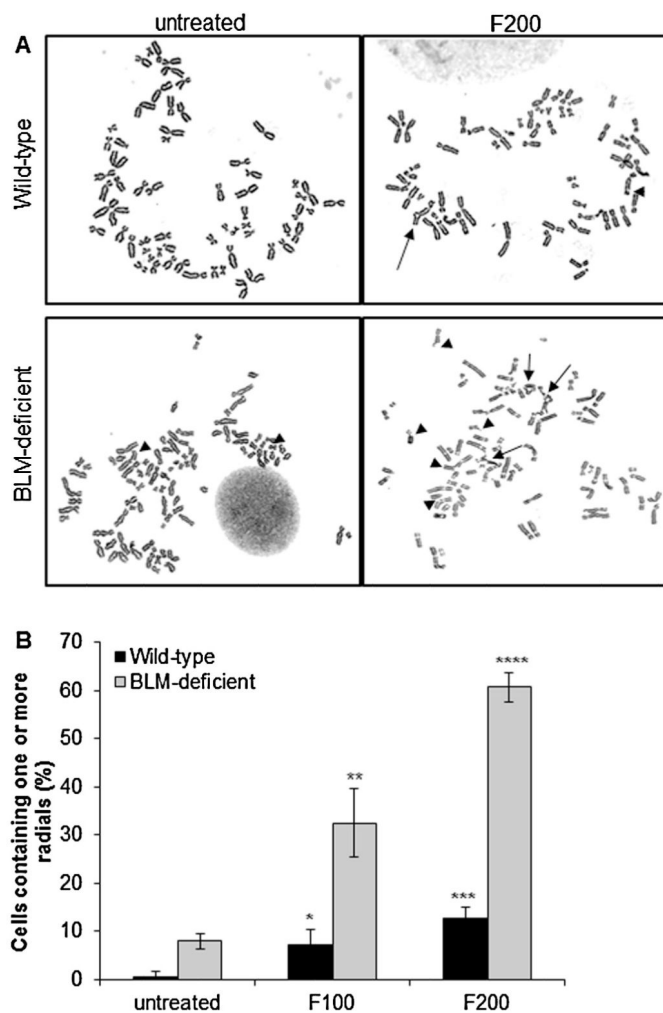 untreated
F200
A
Wild-type
BLM-deficient
B
Cells containing one or more
radials (%)
70
60
50
40
30
20
10
0
Wild-type
BLM-deficient
*
**
***
****
untreated
F100
F200